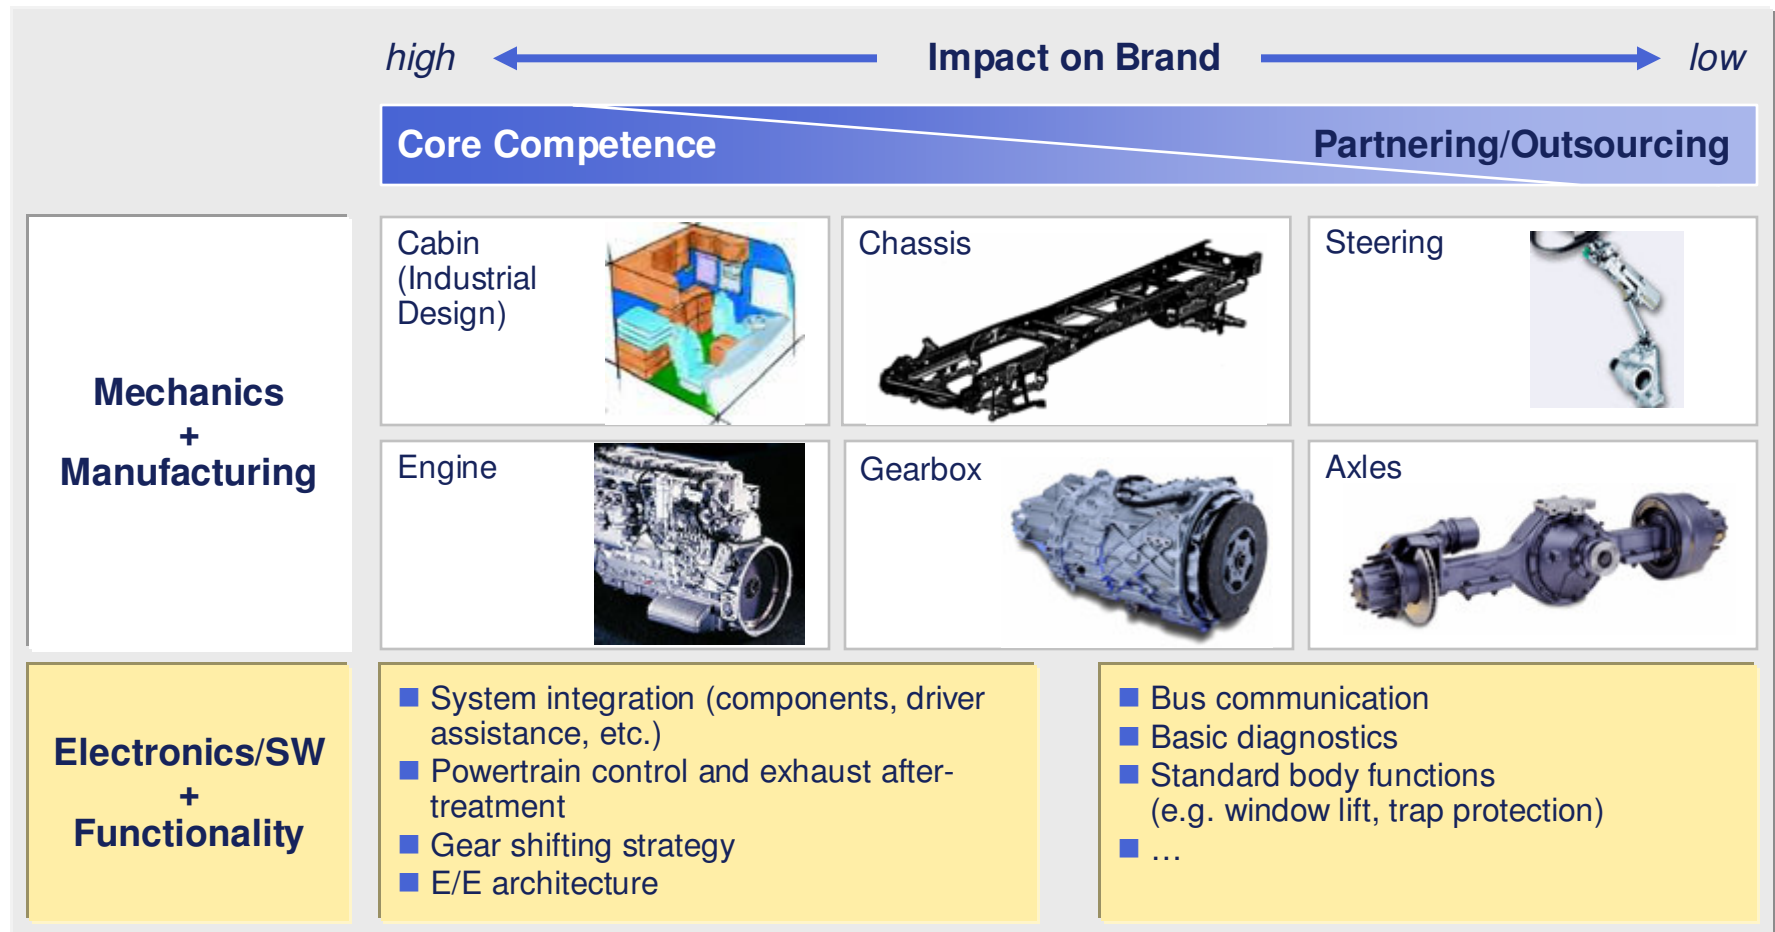 high
Impact on Brand
low
Core Competence
Partnering/Outsourcing
Mechanics
+
Manufacturing
Cabin
(Industrial
Design)
Chassis
Steering
Engine
Gearbox
Axles
Electronics/SW
+
Functionality
System integration (components, driver
assistance, etc.)
Powertrain control and exhaust after-
treatment
Gear shifting strategy
E/E architecture
Bus communication
Basic diagnostics
Standard body functions
(e.g. window lift, trap protection)
…